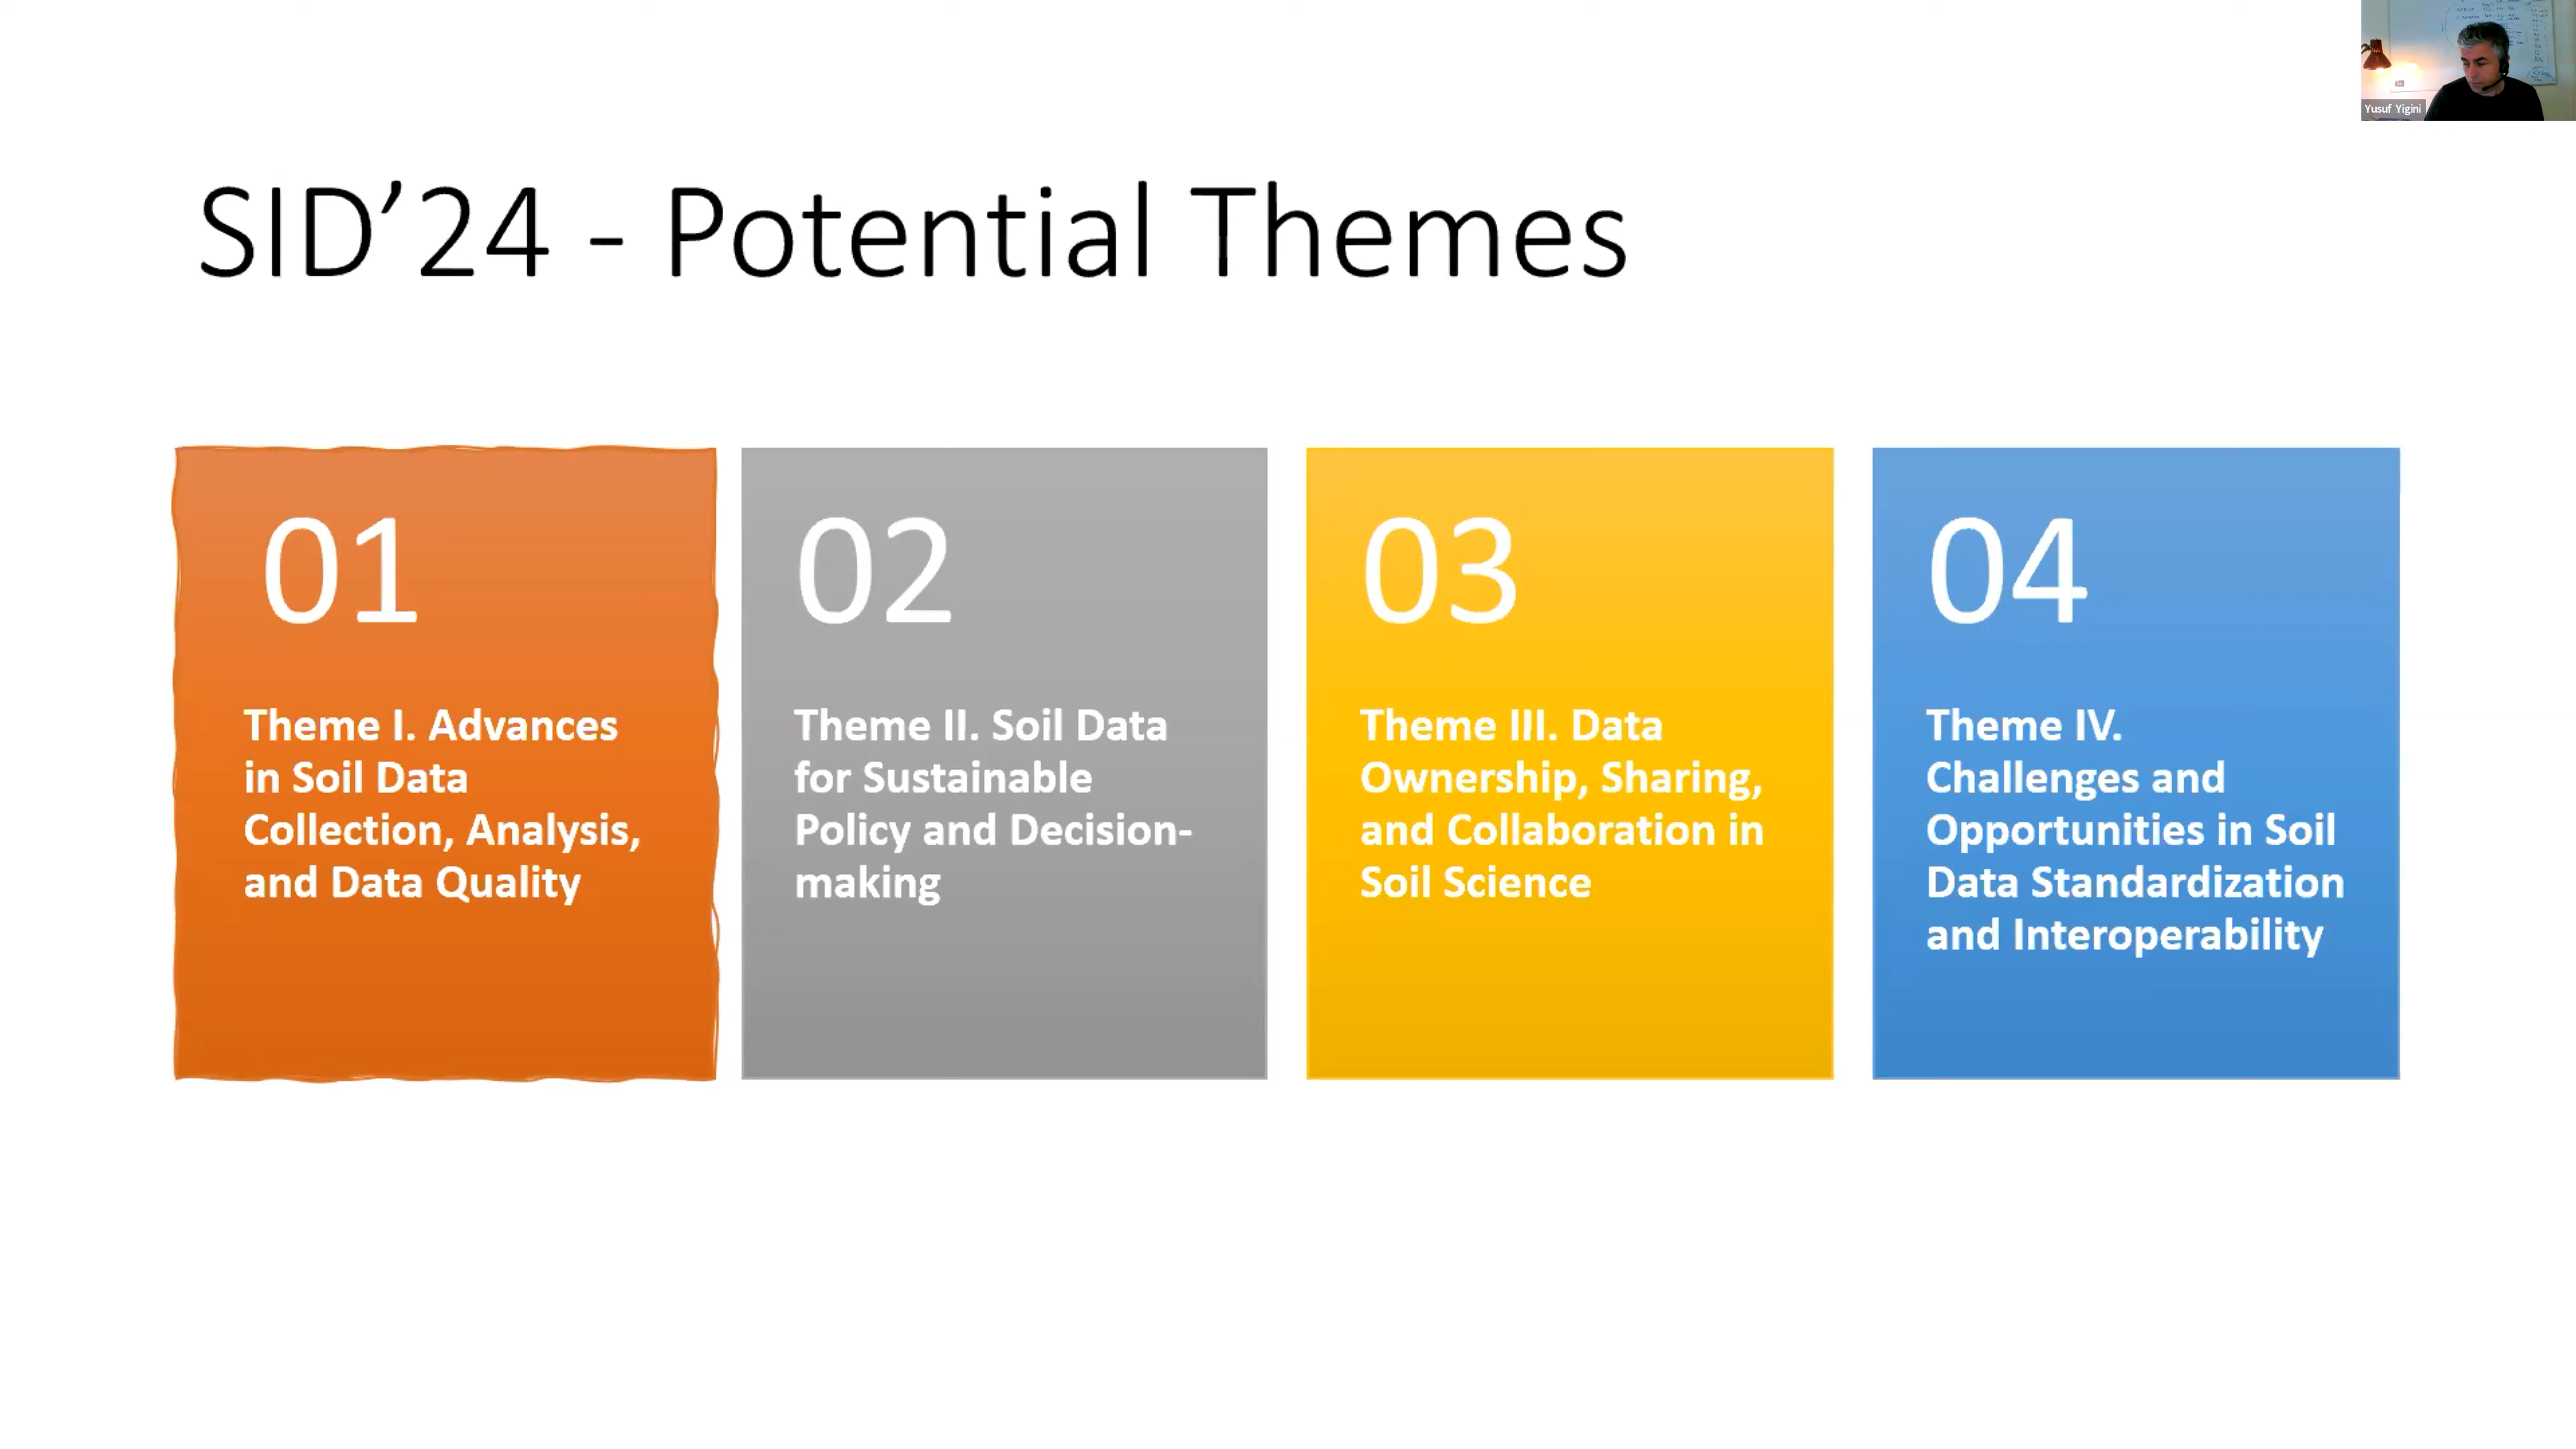 Yusuf Yigini
SID’24 - Potential Themes
01
Theme I. Advances
in Soil Data
Collection, Analysis,
and Data Quality
02
Theme II. Soil Data
for Sustainable
Policy and Decision-
making
03
Theme III. Data
Ownership, Sharing,
and Collaboration in
Soil Science
04
Theme IV.
Challenges and
Opportunities in Soil
Data Standardization
and Interoperability